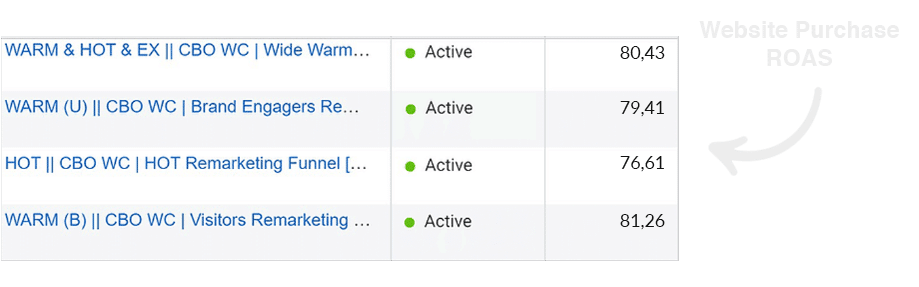 Website Purchase
ROAS
WARM & HOT & EX || CBO WC | Wide Warm… Active 80,43
WARM (U) || CBO WC | Brand Engagers Re… Active 79,41
HOT || CBO WC | HOT Remarketing Funnel [… Active 76,61
WARM (B) || CBO WC | Visitors Remarketing … Active 81,26